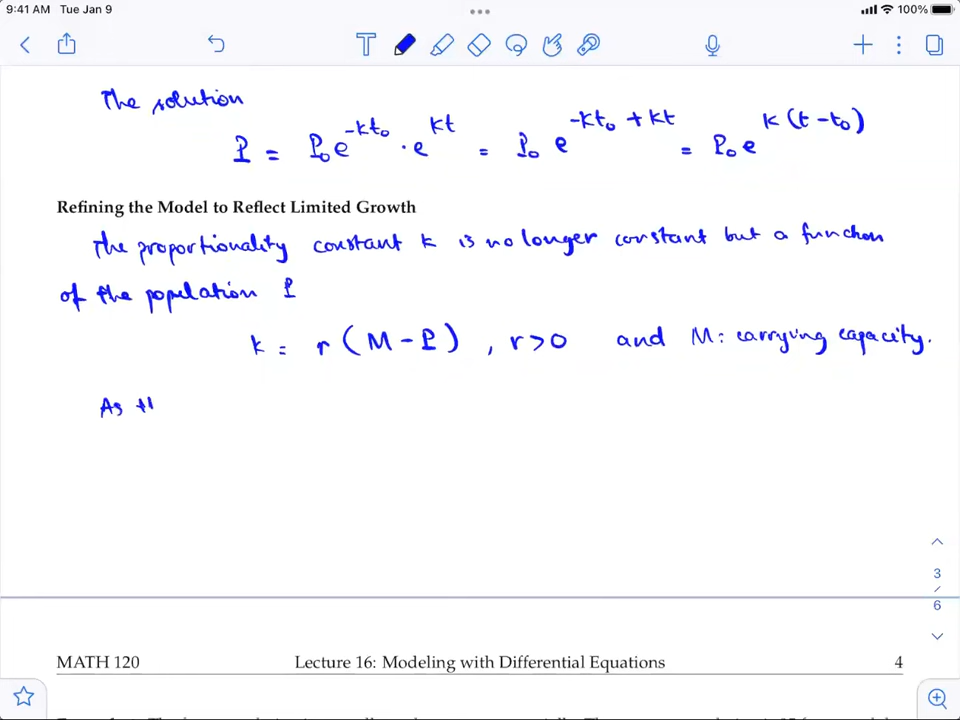 9:41 AM Tue Jan 9 100%
The solution
P = P₀e^{-kt₀} · e^{kt} = P₀ e^{-kt₀ + kt} = P₀ e^{k(t - t₀)}
Refining the Model to Reflect Limited Growth
The proportionality constant k is no longer constant but a function
of the population P
k = r (M - P) , r > 0 and M: carrying capacity.
As
3
/
6
MATH 120 Lecture 16: Modeling with Differential Equations 4